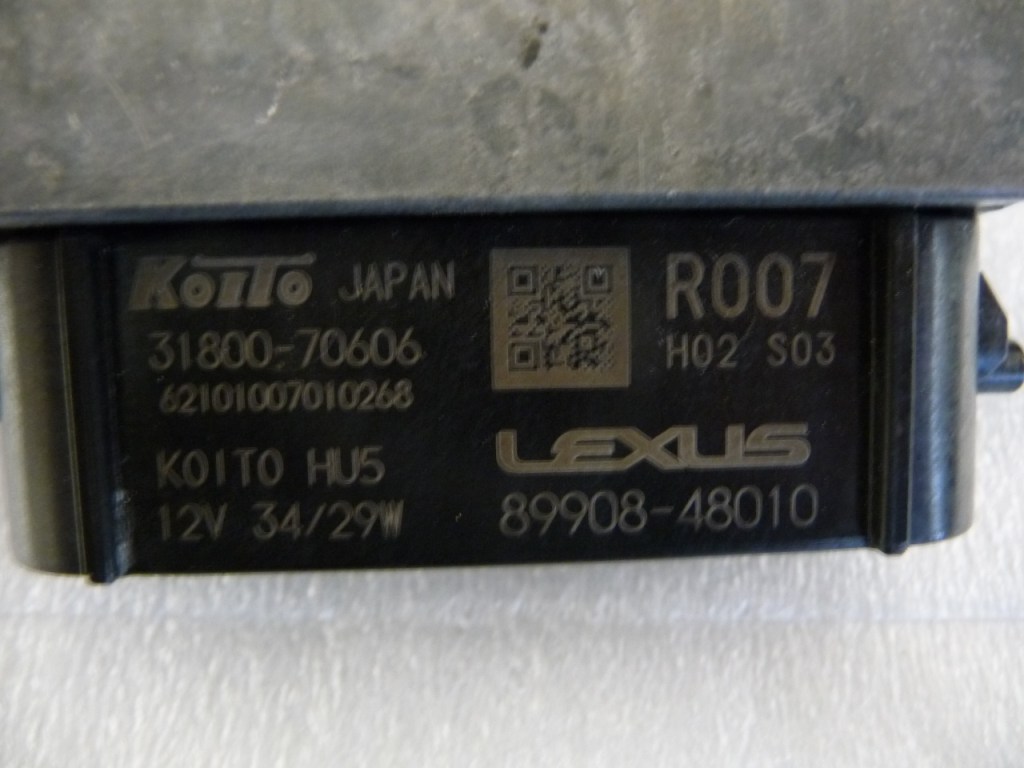 KOITO JAPAN
31800-70606
62101007010268
KOITO HU5
12V 34/29W
R007
H02 S03
LEXUS
89908-48010